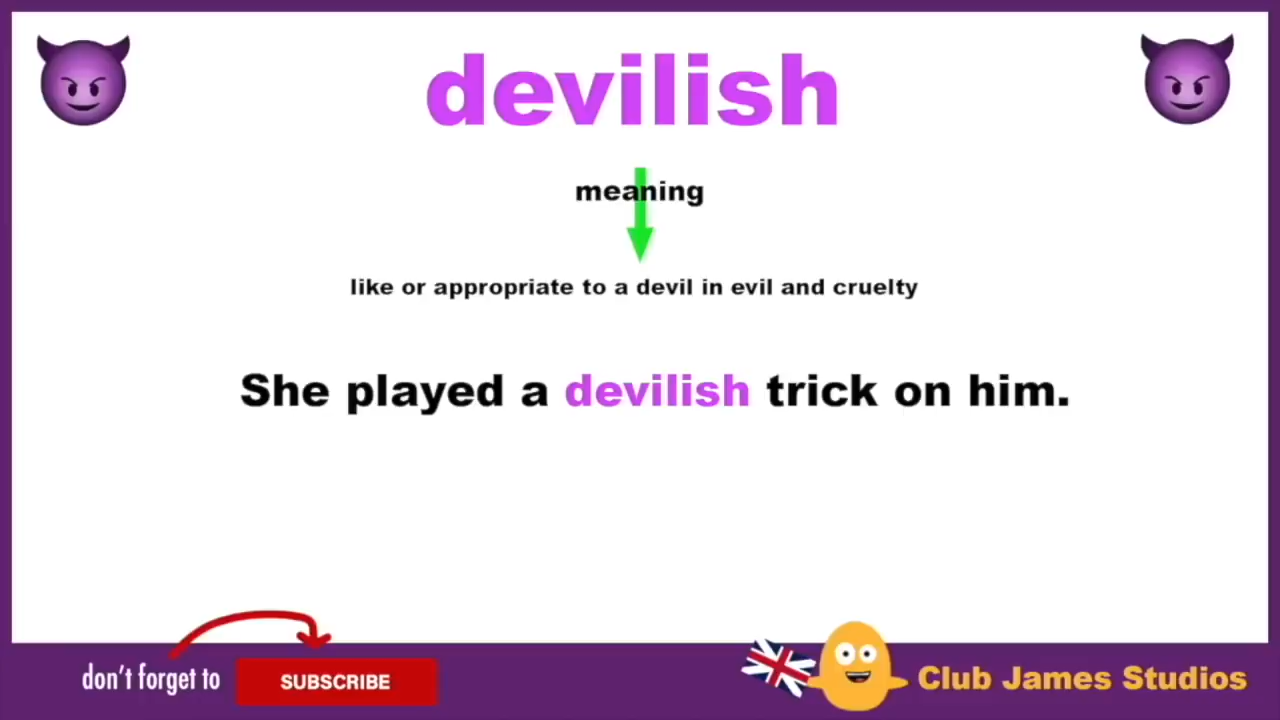 devilish
meaning
like or appropriate to a devil in evil and cruelty
She played a devilish trick on him.
don't forget to
SUBSCRIBE
Club James Studios